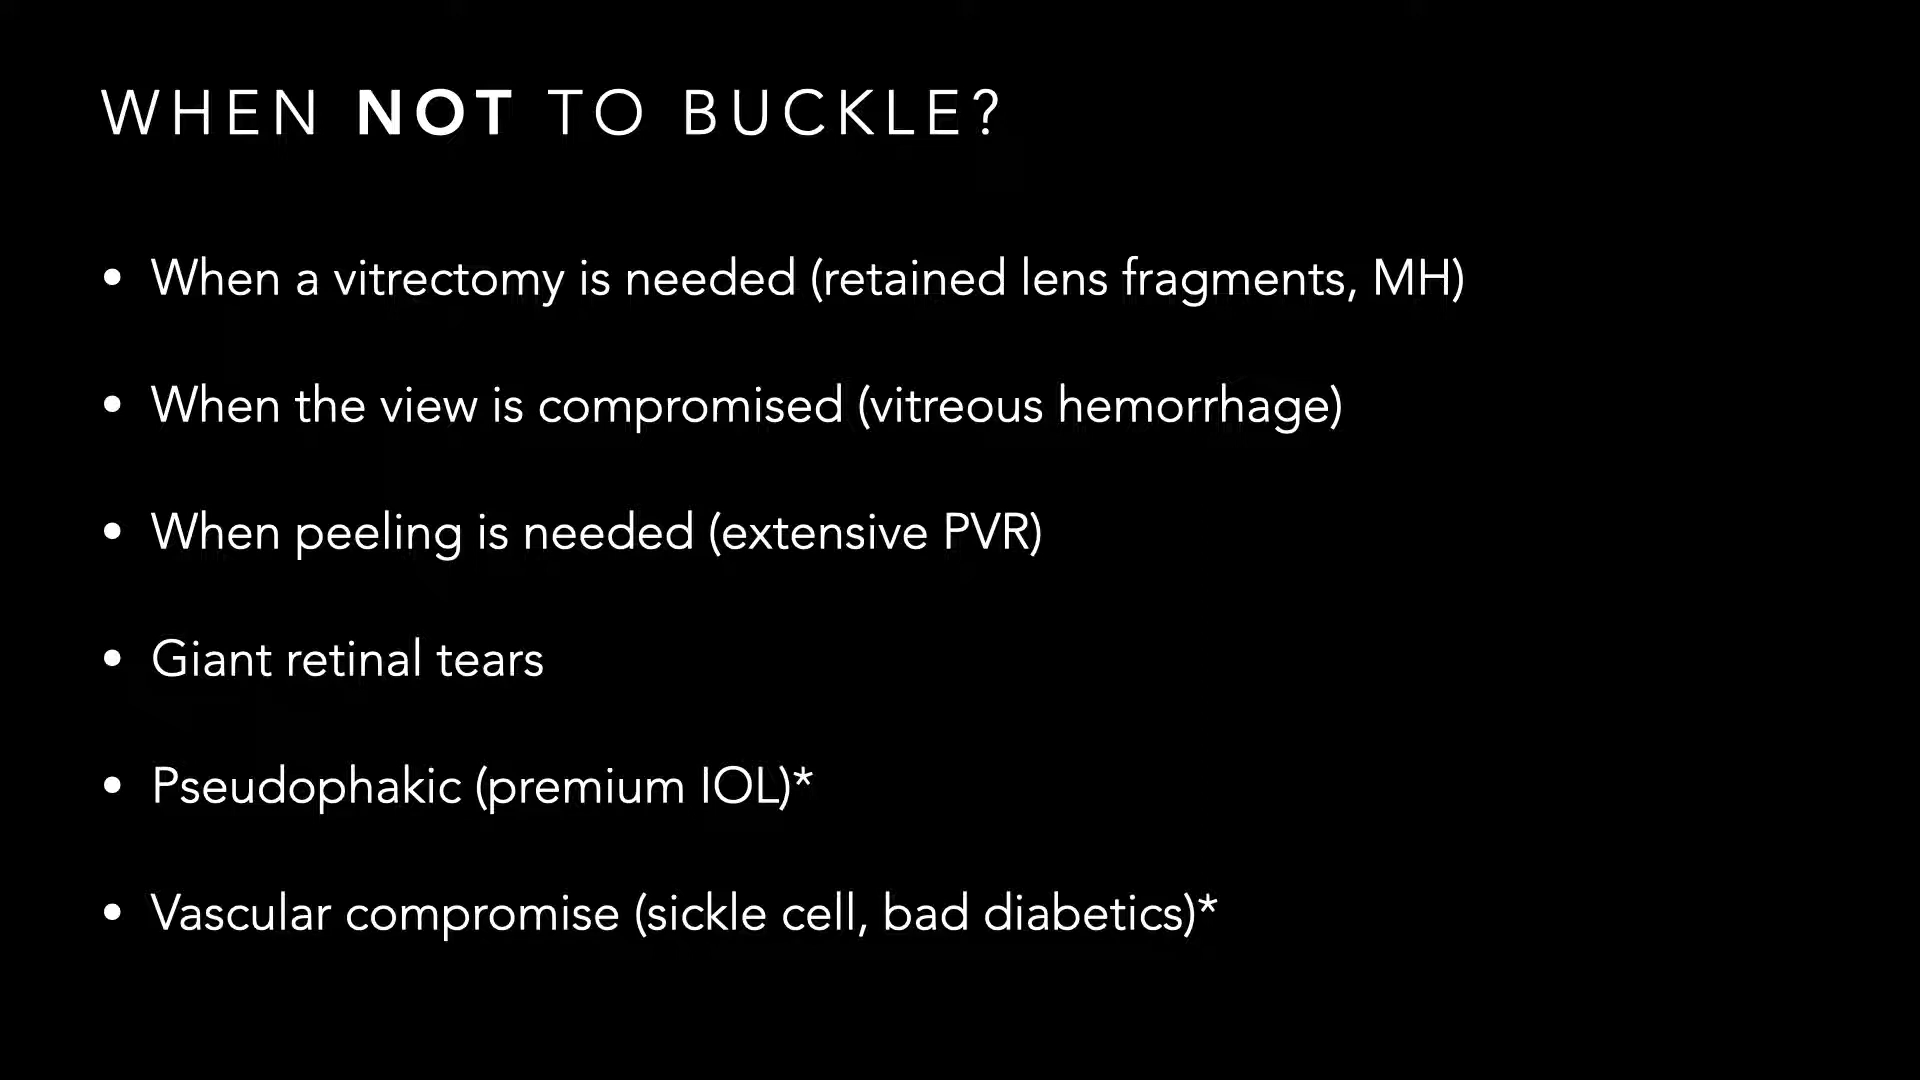 WHEN NOT TO BUCKLE?
• When a vitrectomy is needed (retained lens fragments, MH)
• When the view is compromised (vitreous hemorrhage)
• When peeling is needed (extensive PVR)
• Giant retinal tears
• Pseudophakic (premium IOL)*
• Vascular compromise (sickle cell, bad diabetics)*